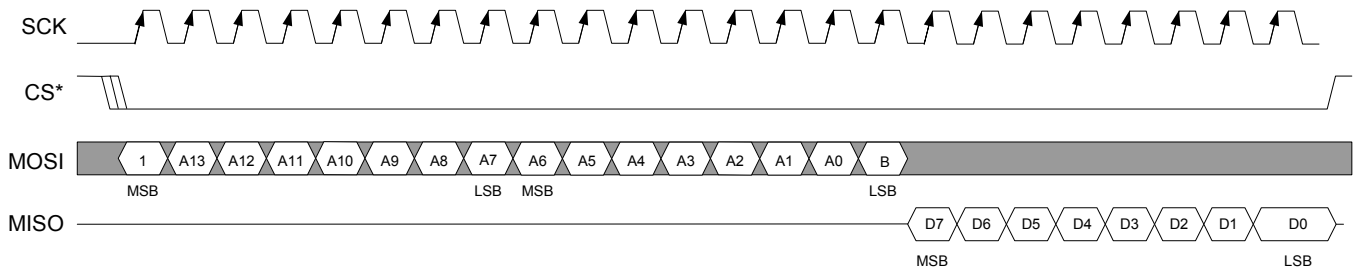 SCK
CS*
MOSI 1 A13 A12 A11 A10 A9 A8 A7 A6 A5 A4 A3 A2 A1 A0 B
MSB LSB MSB LSB
MISO D7 D6 D5 D4 D3 D2 D1 D0
MSB LSB